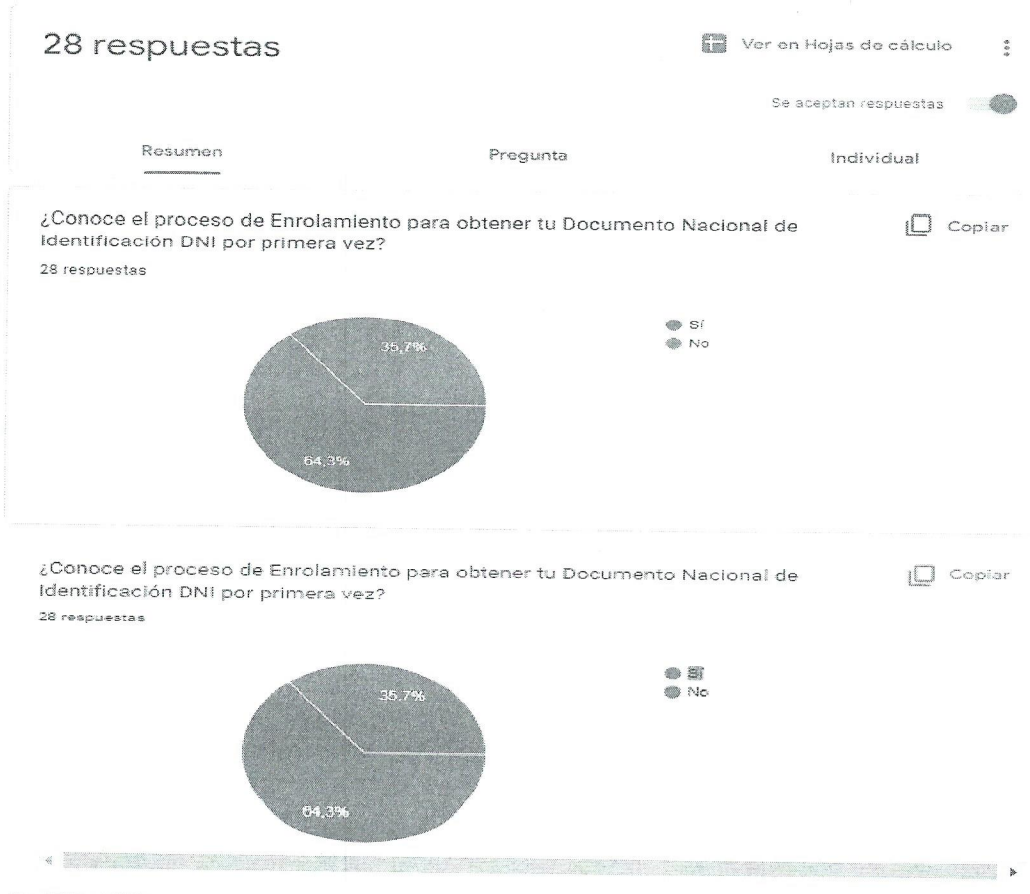 28 respuestas
Ver en Hojas de cálculo
Se aceptan respuestas
Resumen
Pregunta
Individual
¿Conoce el proceso de Enrolamiento para obtener tu Documento Nacional de
Identificación DNI por primera vez?
Copiar
28 respuestas
35,7%
64,3%
Sí
No
¿Conoce el proceso de Enrolamiento para obtener tu Documento Nacional de
Identificación DNI por primera vez?
Copiar
28 respuestas
35,7%
64,3%
Sí
No